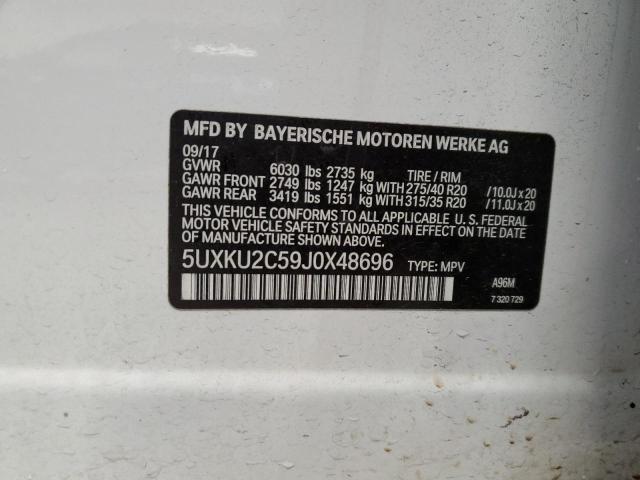 MFD BY BAYERISCHE MOTOREN WERKE AG
09/17
GVWR 6030 lbs 2735 kg TIRE / RIM
GAWR FRONT 2749 lbs 1247 kg WITH 275/40 R20 /10.0J x 20
GAWR REAR 3419 lbs 1551 kg WITH 315/35 R20 /11.0J x 20
THIS VEHICLE CONFORMS TO ALL APPLICABLE U. S. FEDERAL
MOTOR VEHICLE SAFETY STANDARDS IN EFFECT ON THE
DATE OF MANUFACTURE SHOWN ABOVE.
5UXKU2C59J0X48696 TYPE: MPV
A96M
7 320 729